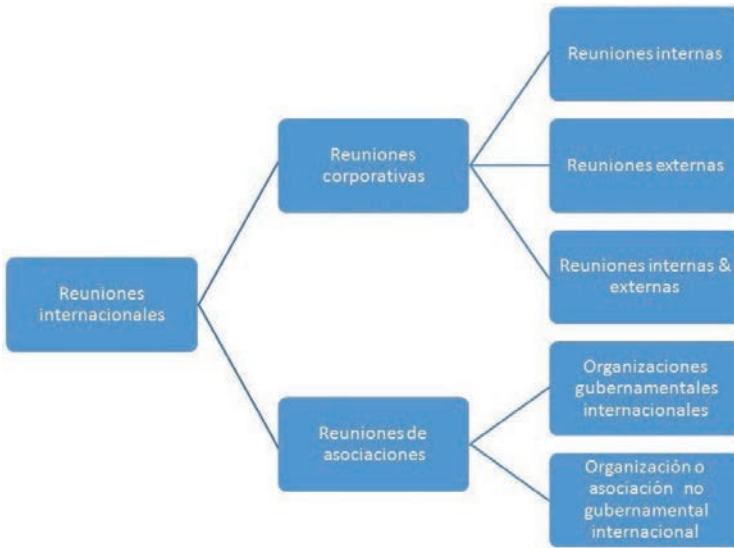 Reuniones
internacionales
Reuniones
corporativas
Reuniones internas
Reuniones externas
Reuniones internas &
externas
Reuniones de
asociaciones
Organizaciones
gubernamentales
internacionales
Organización o
asociación no
gubernamental
internacional